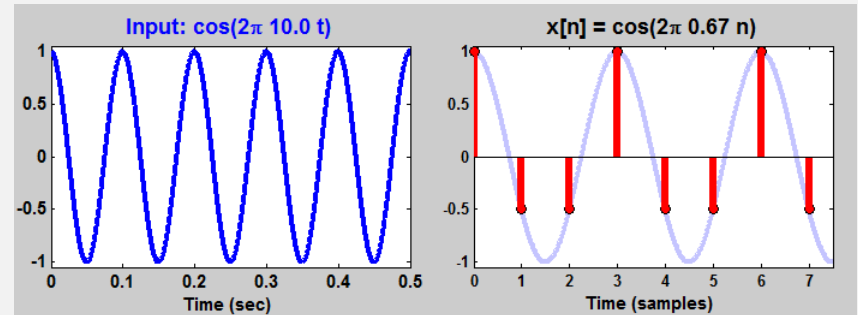 Input: cos(2π 10.0 t)
1
0.5
0
-0.5
-1
0 0.1 0.2 0.3 0.4 0.5
Time (sec)
x[n] = cos(2π 0.67 n)
1
0.5
0
-0.5
-1
0 1 2 3 4 5 6 7
Time (samples)